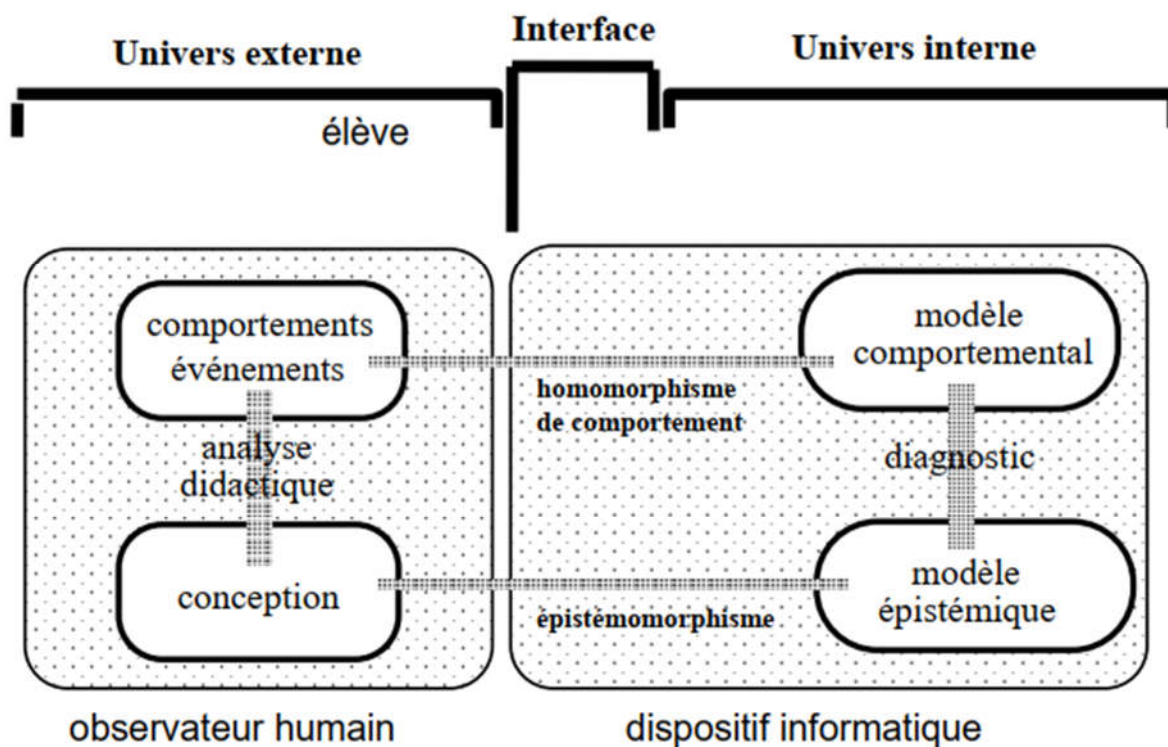 Univers externe
Interface
Univers interne
élève
comportements
événements
modèle
comportemental
homomorphisme
de comportement
analyse
didactique
diagnostic
conception
modèle
épistémique
épistémomorphisme
observateur humain
dispositif informatique